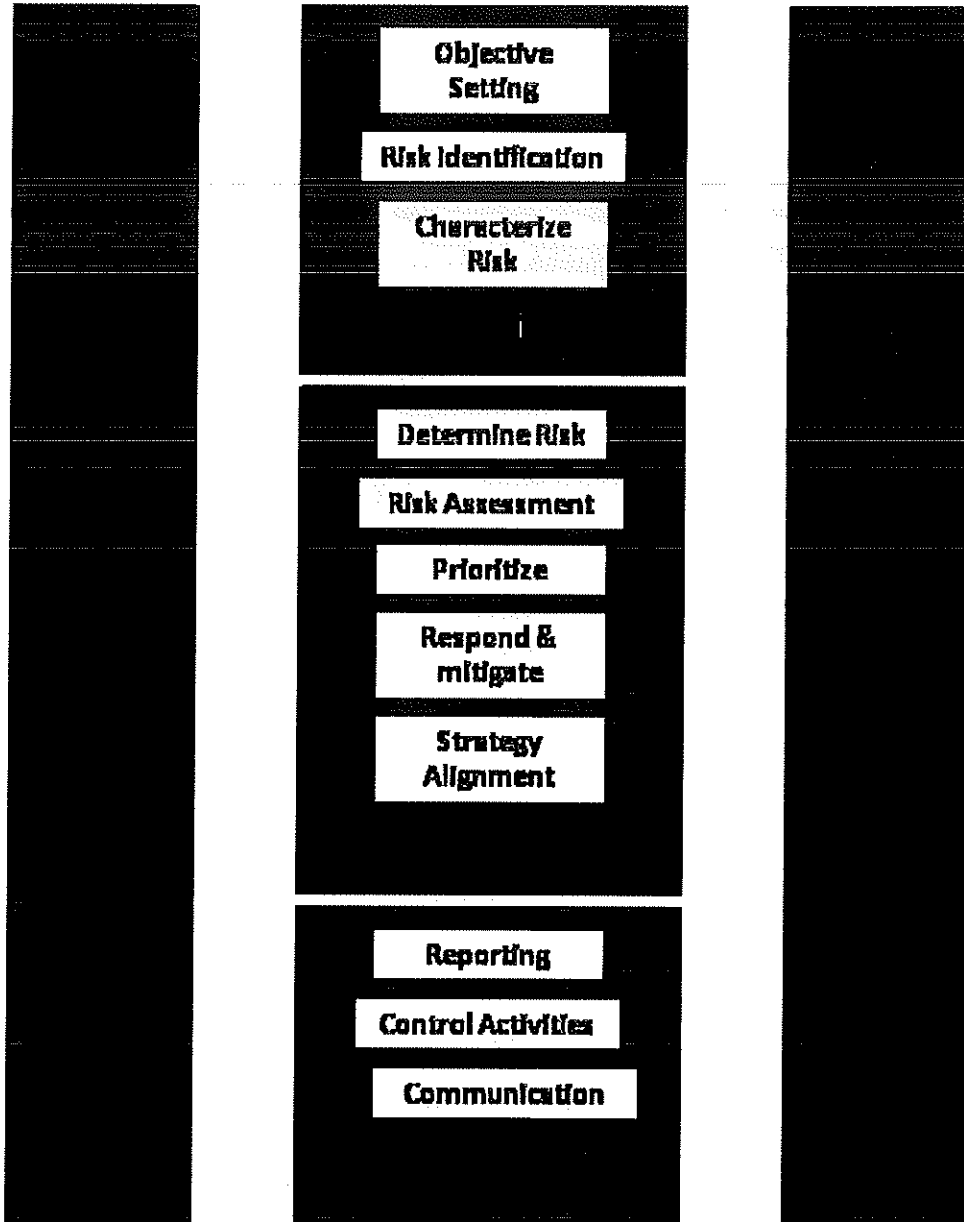 Objective
Setting
Risk Identification
Characterize
Risk
Determine Risk
Risk Assessment
Prioritize
Respond &
mitigate
Strategy
Alignment
Reporting
Control Activities
Communication